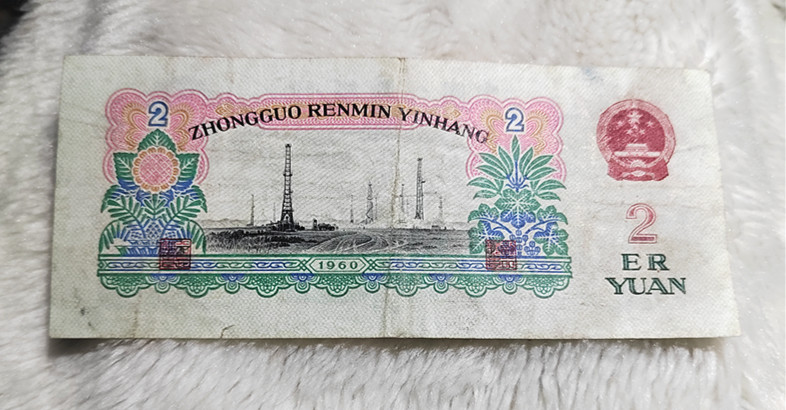 2
ZHONGGUO RENMIN YINHANG
2
1960
2
ER
YUAN